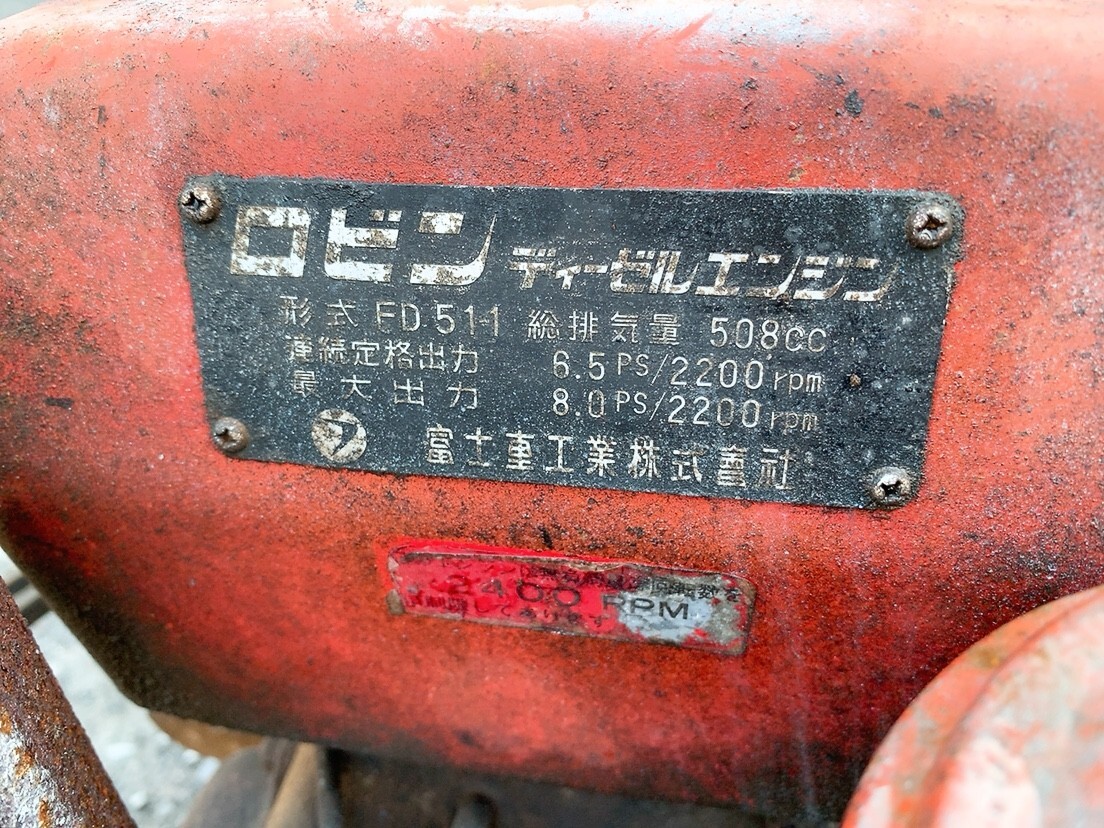 ロビン ディーゼルエンジン
形式 FD511 総排気量 508CC
連続定格出力 6.5PS/2200rpm
最大出力 8.0PS/2200rpm
富士重工業株式會社
2400 RPM